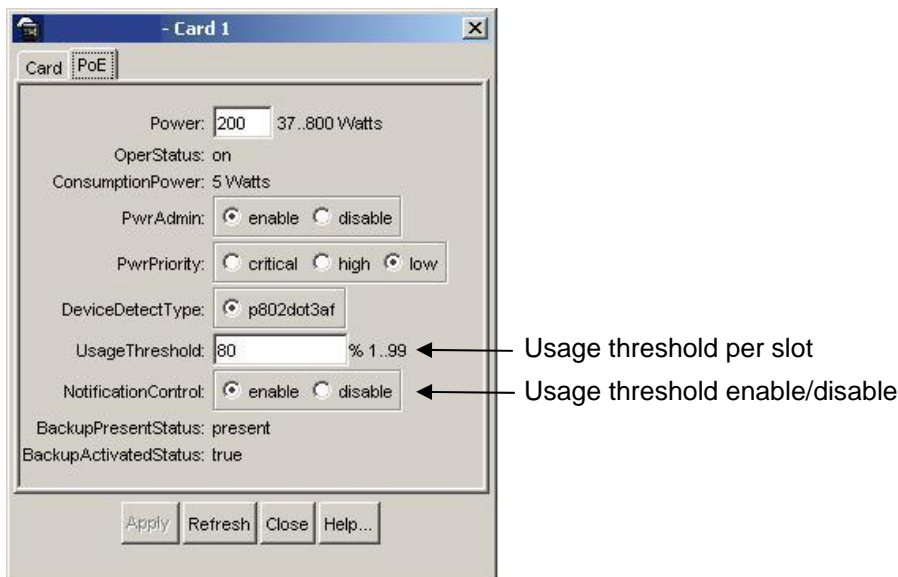 - Card 1
Card PoE
Power: 200 37..800 Watts
OperStatus: on
ConsumptionPower: 5 Watts
PwrAdmin: enable disable
PwrPriority: critical high low
DeviceDetectType: p802dot3af
UsageThreshold: 80 % 1..99 Usage threshold per slot
NotificationControl: enable disable Usage threshold enable/disable
BackupPresentStatus: present
BackupActivatedStatus: true
Apply Refresh Close Help...